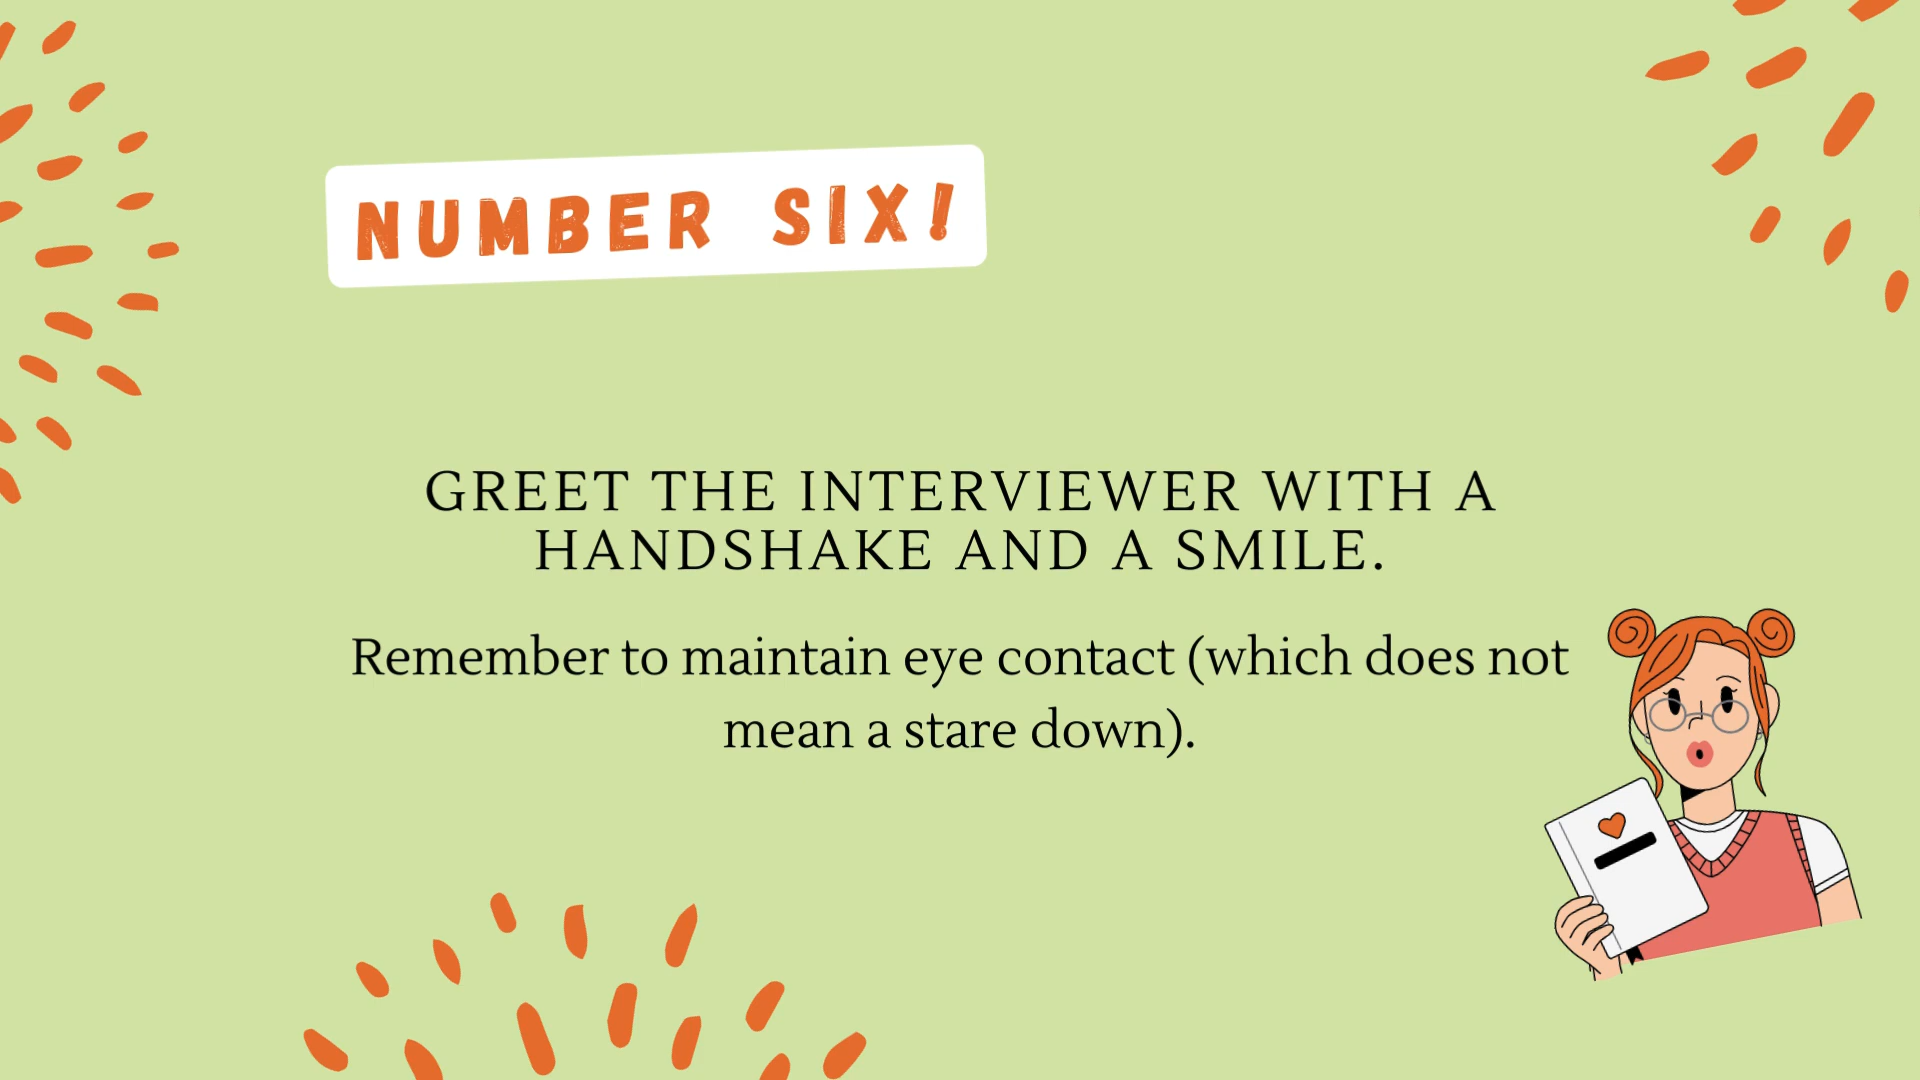 NUMBER SIX!
GREET THE INTERVIEWER WITH A
HANDSHAKE AND A SMILE.
Remember to maintain eye contact (which does not
mean a stare down).